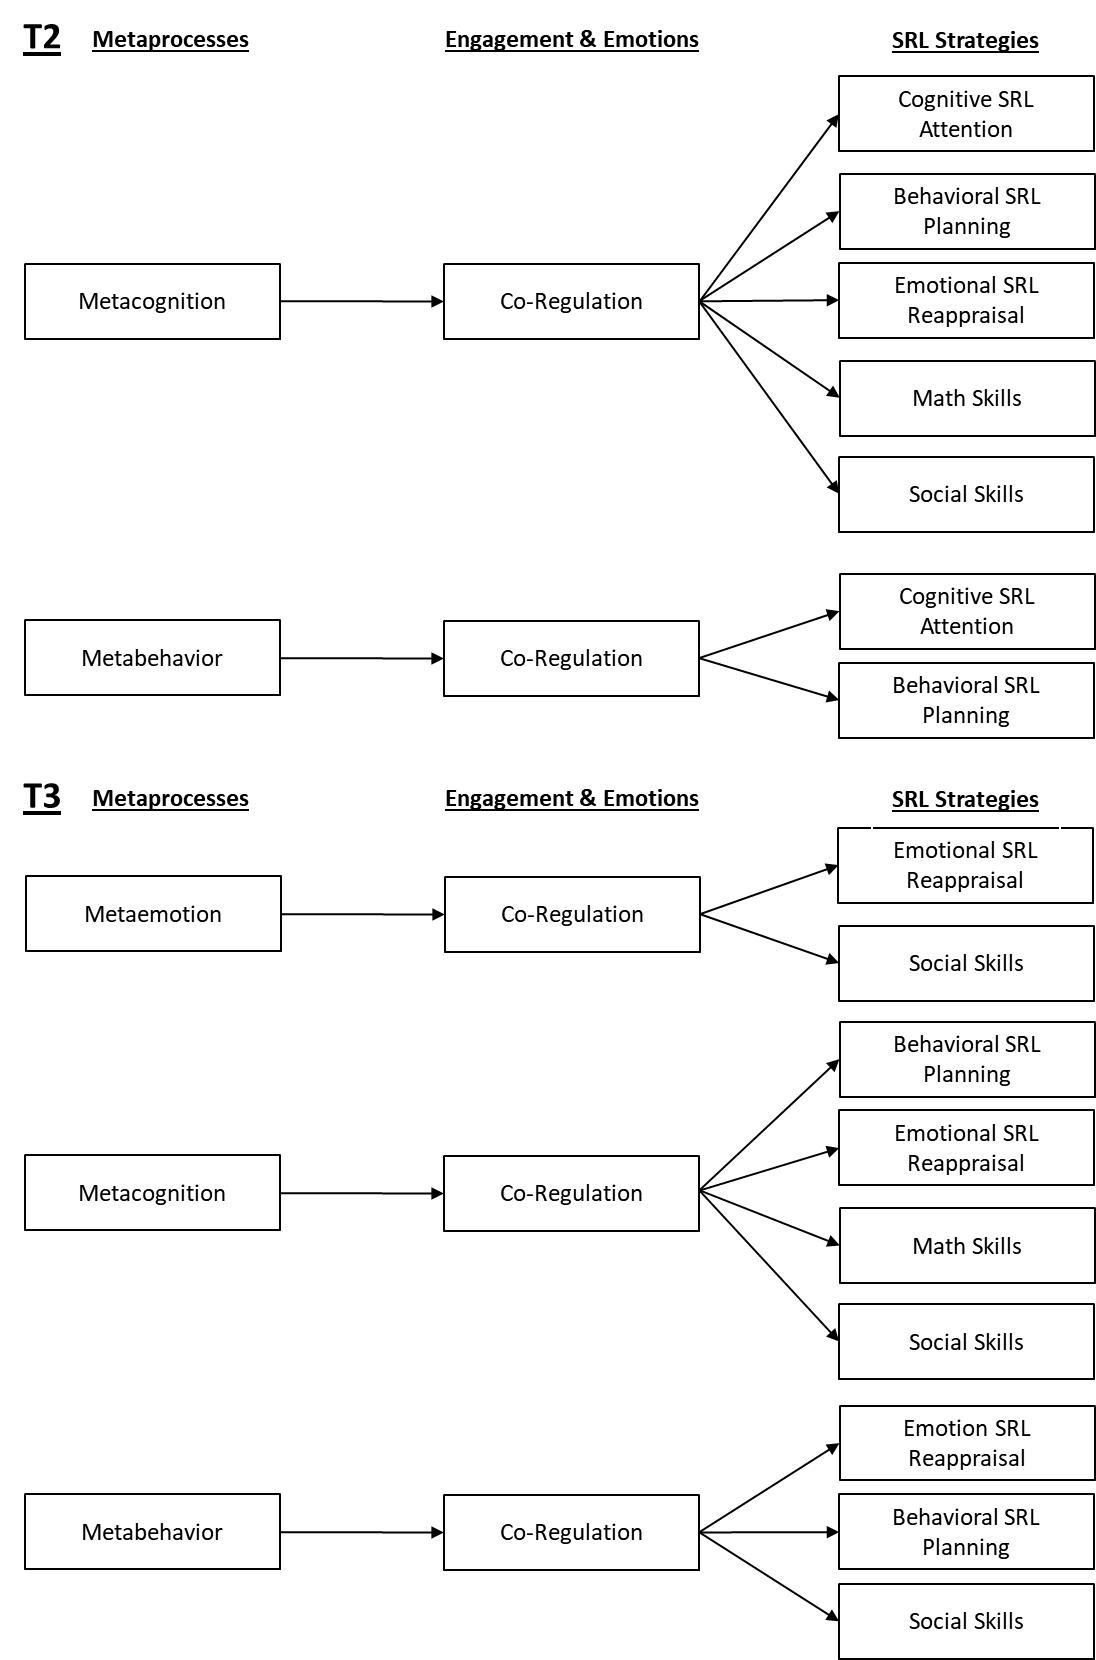 T2 Metaprocesses Engagement & Emotions SRL Strategies
Cognitive SRL
Attention
Behavioral SRL
Planning
Metacognition Co-Regulation Emotional SRL
Reappraisal
Math Skills
Social Skills
Cognitive SRL
Attention
Metabehavior Co-Regulation
Behavioral SRL
Planning
T3 Metaprocesses Engagement & Emotions SRL Strategies
Emotional SRL
Reappraisal
Metaemotion Co-Regulation
Social Skills
Behavioral SRL
Planning
Emotional SRL
Reappraisal
Metacognition Co-Regulation
Math Skills
Social Skills
Emotion SRL
Reappraisal
Metabehavior Co-Regulation Behavioral SRL
Planning
Social Skills